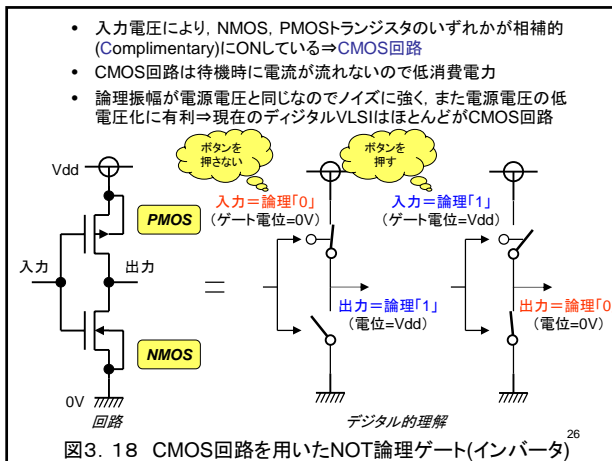 • 入力電圧により，NMOS，PMOSトランジスタのいずれかが相補的
(Complimentary)にONしている⇒CMOS回路
• CMOS回路は待機時に電流が流れないので低消費電力
• 論理振幅が電源電圧と同じなのでノイズに強く，また電源電圧の低
電圧化に有利⇒現在のディジタルVLSIはほとんどがCMOS回路
ボタンを
押さない
ボタンを
押す
Vdd
入力＝論理「0」
(ゲート電位=0V)
入力＝論理「1」
(ゲート電位=Vdd)
PMOS
入力
出力
＝
出力＝論理「1」
(電位=Vdd)
出力＝論理「0
(電位=0V)
NMOS
0V
回路
デジタル的理解
図3．18 CMOS回路を用いたNOT論理ゲート(インバータ)
26